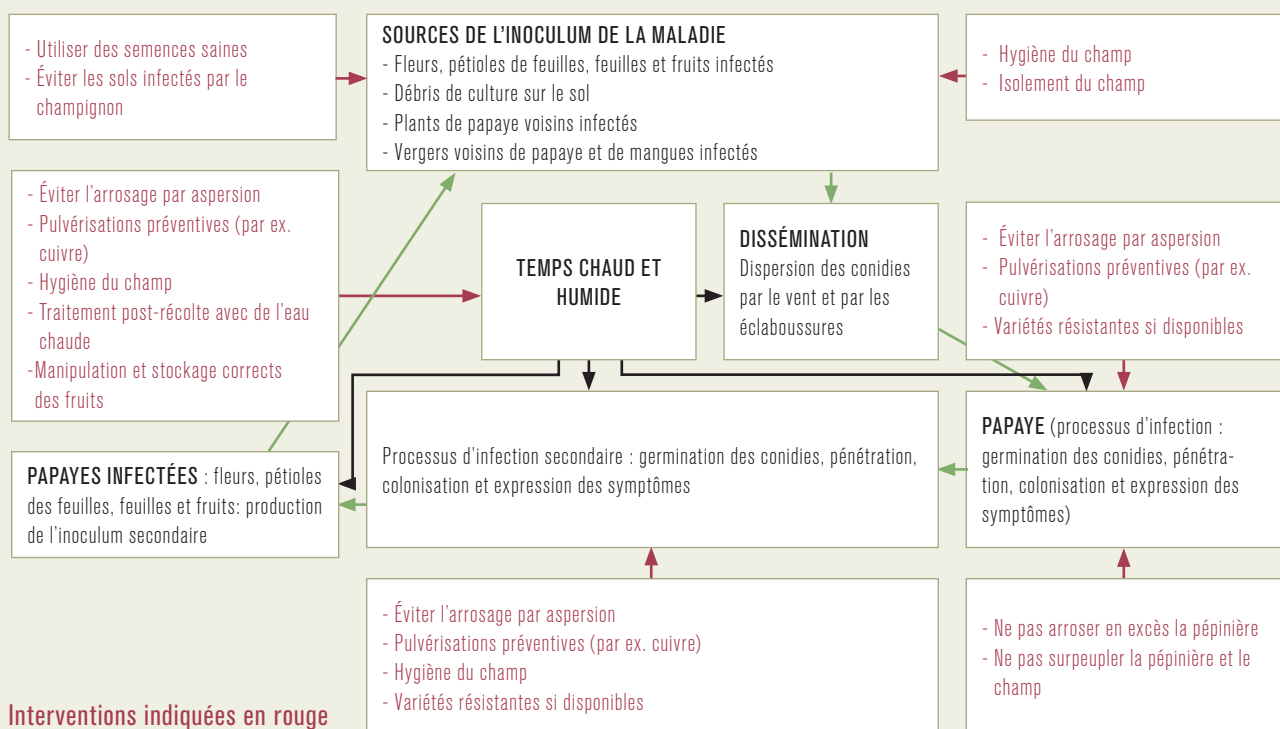 - Utiliser des semences saines
- Éviter les sols infectés par le
champignon
SOURCES DE L'INOCULUM DE LA MALADIE
- Fleurs, pétioles de feuilles, feuilles et fruits infectés
- Débris de culture sur le sol
- Plants de papaye voisins infectés
- Vergers voisins de papaye et de mangues infectés
- Hygiène du champ
- Isolement du champ
- Éviter l'arrosage par aspersion
- Pulvérisations préventives (par ex.
cuivre)
- Hygiène du champ
- Traitement post-récolte avec de l'eau
chaude
-Manipulation et stockage corrects
des fruits
TEMPS CHAUD ET
HUMIDE
DISSÉMINATION
Dispersion des conidies
par le vent et par les
éclaboussures
- Éviter l'arrosage par aspersion
- Pulvérisations préventives (par ex.
cuivre)
- Variétés résistantes si disponibles
PAPAYES INFECTÉES : fleurs, pétioles
des feuilles, feuilles et fruits: production
de l'inoculum secondaire
Processus d'infection secondaire : germination des conidies, pénétration,
colonisation et expression des symptômes
PAPAYE (processus d'infection :
germination des conidies, pénétra-
tion, colonisation et expression des
symptômes)
- Éviter l'arrosage par aspersion
- Pulvérisations préventives (par ex. cuivre)
- Hygiène du champ
- Variétés résistantes si disponibles
- Ne pas arroser en excès la pépinière
- Ne pas surpeupler la pépinière et le
champ
Interventions indiquées en rouge